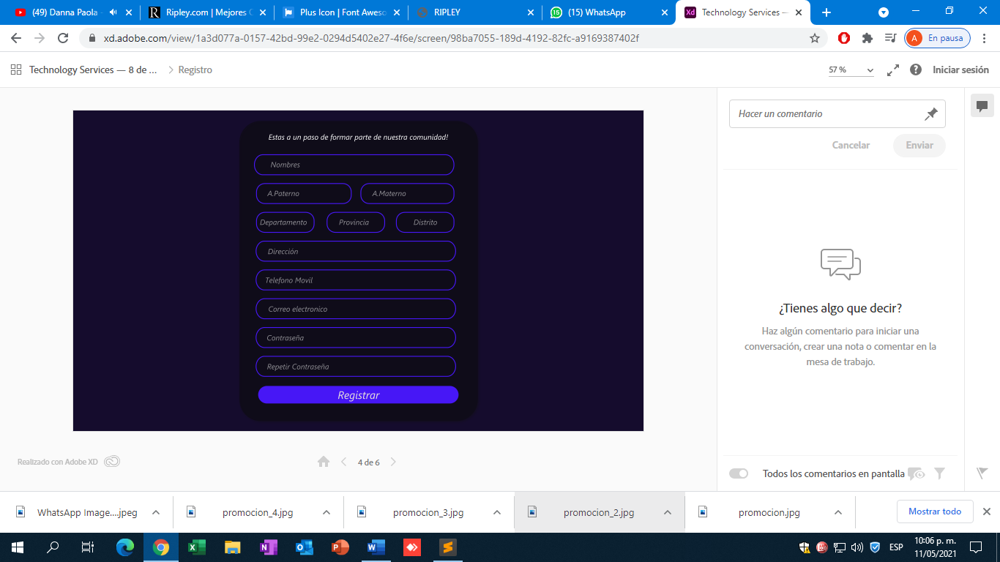 (49) Danna Paola -
Ripley.com | Mejores
Plus Icon | Font Aweso
RIPLEY
(15) WhatsApp
Technology Services —
xd.adobe.com/view/1a3d077a-0157-42bd-99e2-0294d5402e27-4f6e/screen/98ba7055-189d-4192-82fc-a9169387402f
A
En pausa
Technology Services — 8 de ...
Registro
57 %
Iniciar sesión
Estas a un paso de formar parte de nuestra comunidad!
Nombres
A.Paterno
A.Materno
Departamento
Provincia
Distrito
Dirección
Telefono Movil
Correo electronico
Contraseña
Repetir Contraseña
Registrar
Hacer un comentario
Cancelar
Enviar
¿Tienes algo que decir?
Haz algún comentario para iniciar una
conversación, crear una nota o comentar en la
mesa de trabajo.
Realizado con Adobe XD
4 de 6
Todos los comentarios en pantalla
WhatsApp Image....jpeg
promocion_4.jpg
promocion_3.jpg
promocion_2.jpg
promocion.jpg
Mostrar todo
ESP
10:06 p. m.
11/05/2021